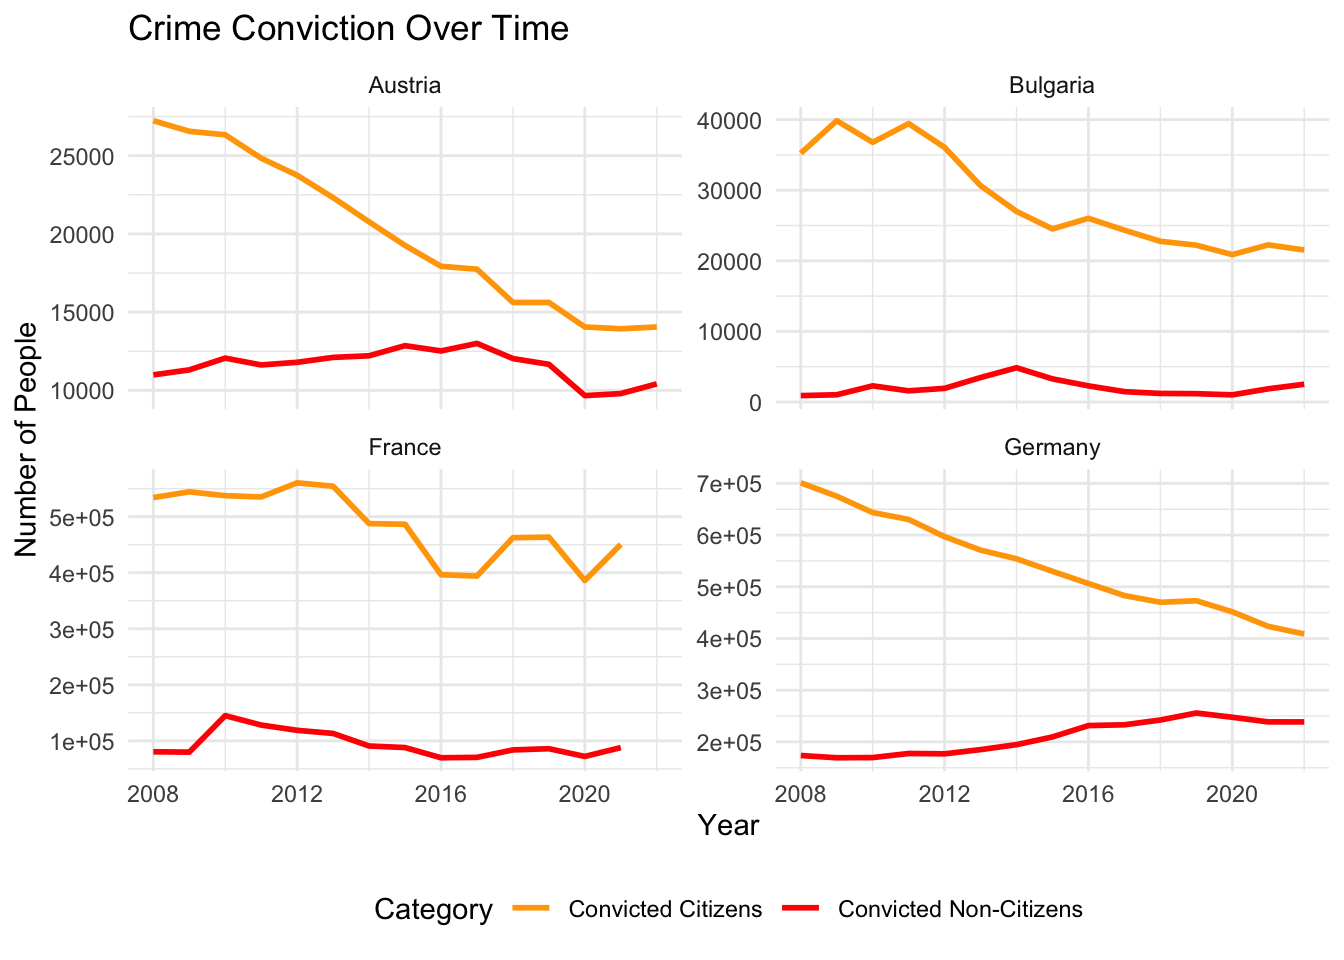 Crime Conviction Over Time
Number of People
Austria
25000
20000
15000
10000
Bulgaria
40000
30000
20000
10000
0
France
5e+05
4e+05
3e+05
2e+05
1e+05
2008 2012 2016 2020
Germany
7e+05
6e+05
5e+05
4e+05
3e+05
2e+05
2008 2012 2016 2020
Year
Category Convicted Citizens Convicted Non-Citizens